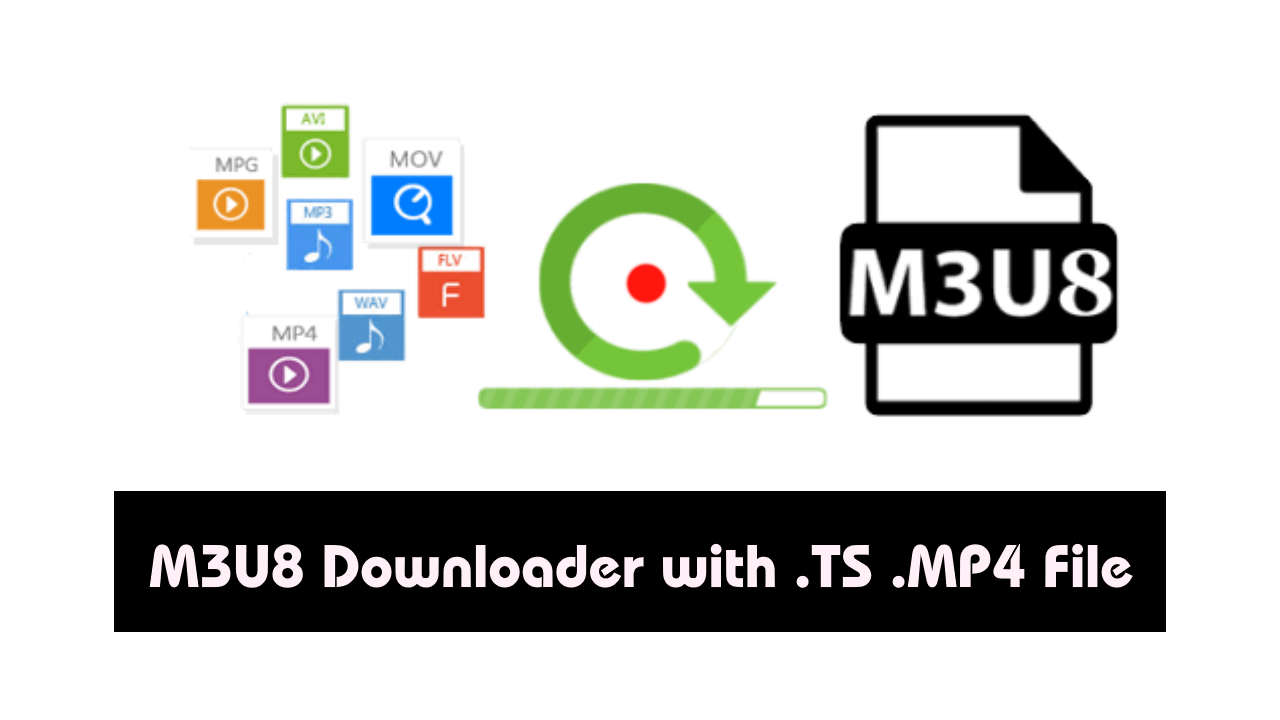 AVI
MPG
MOV
MP3
FLV
F
WAV
MP4
M3U8
M3U8 Downloader with .TS .MP4 File